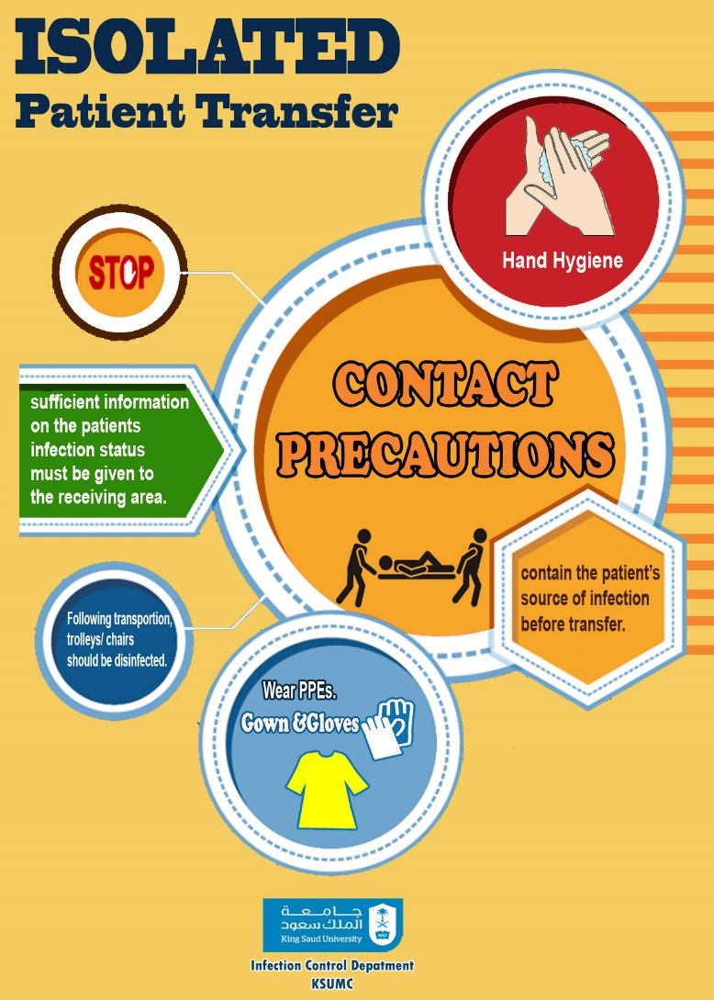 ISOLATED
Patient Transfer
Hand Hygiene
STOP
CONTACT
PRECAUTIONS
sufficient information
on the patients
infection status
must be given to
the receiving area.
contain the patient's
source of infection
before transfer.
Following transportion,
trolleys/ chairs
should be disinfected.
Wear PPEs.
Gown &Gloves
جامعة
الملك سعود
King Saud University
1957
Infection Control Depatment
KSUMC